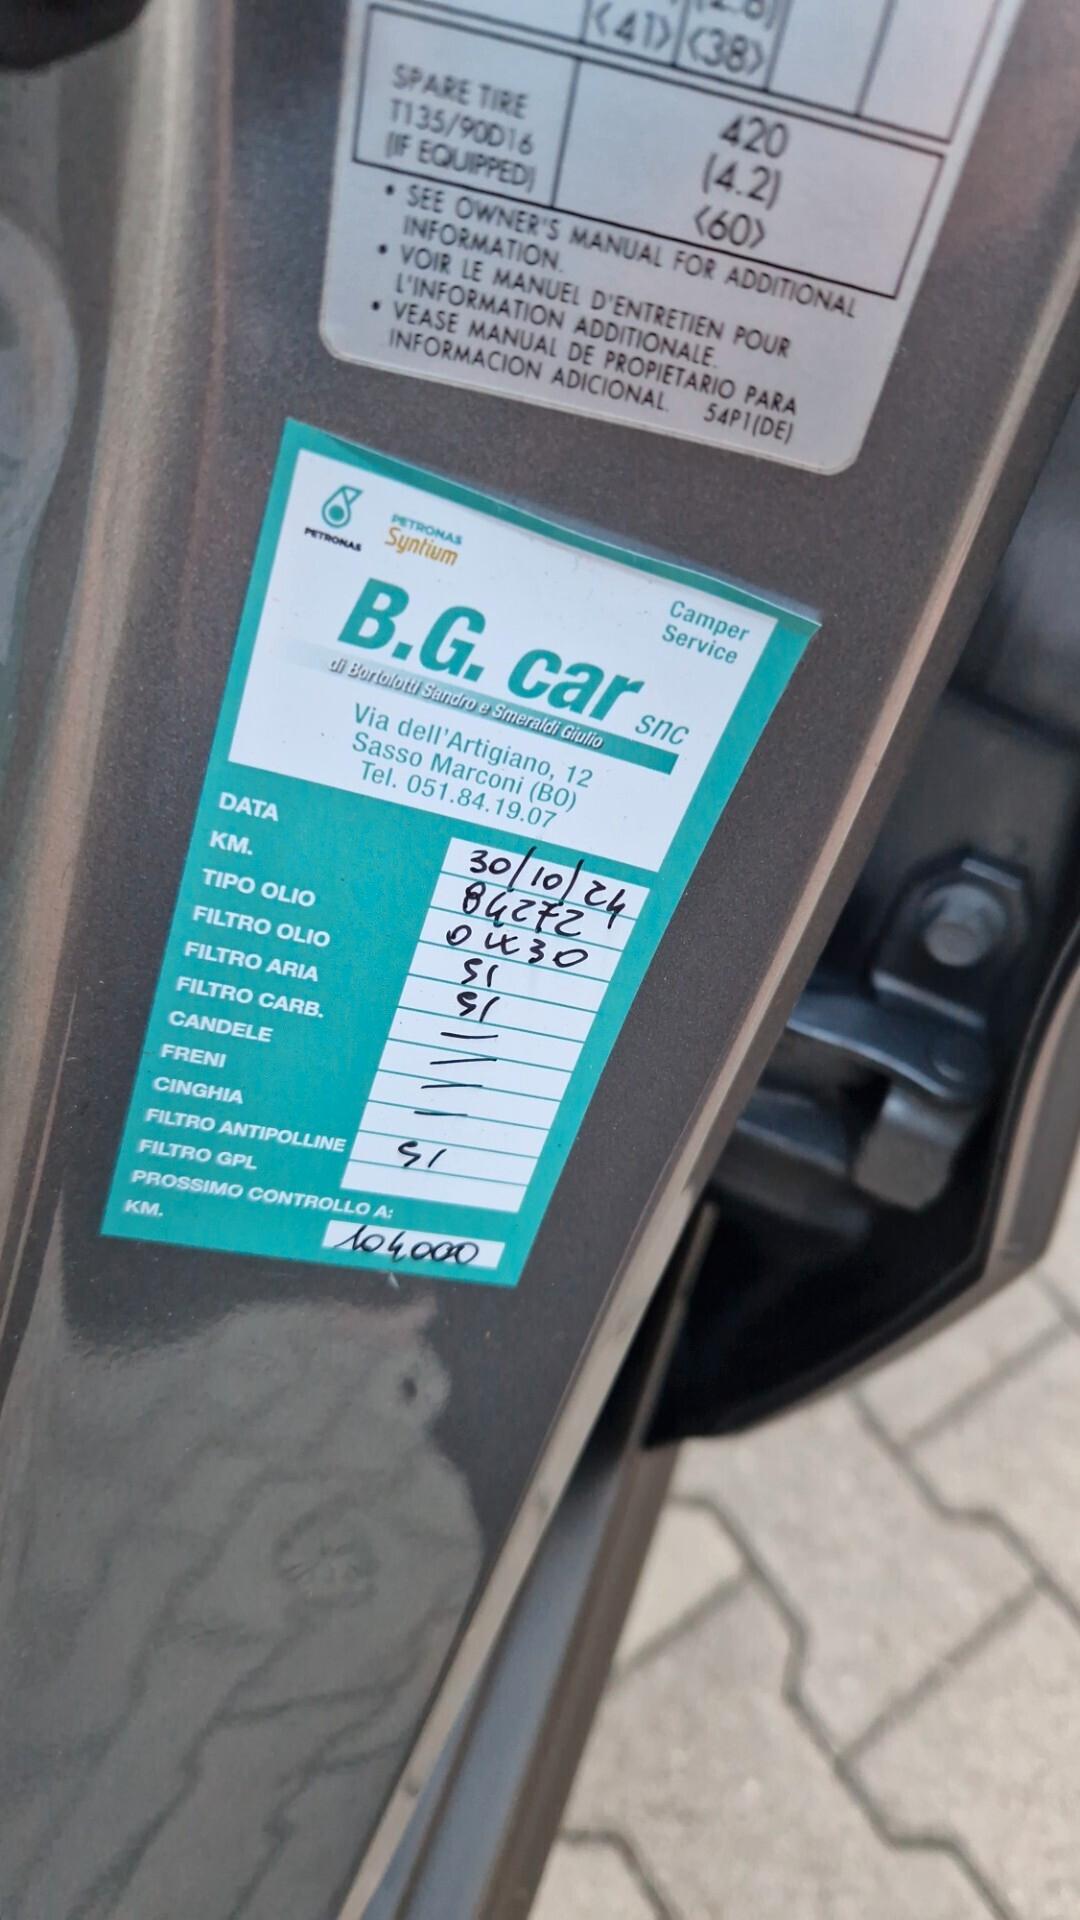 <41> <38>
SPARE TIRE
T135/90D16
(IF EQUIPPED)
420
(4.2)
<60>
• SEE OWNER'S MANUAL FOR ADDITIONAL
INFORMATION.
• VOIR LE MANUEL D'ENTRETIEN POUR
L'INFORMATION ADDITIONALE.
• VEASE MANUAL DE PROPIETARIO PARA
INFORMACION ADICIONAL. 54P1(DE)
PETRONAS
PETRONAS
Syntium
Camper
Service
B.G. car snc
di Bortolotti Sandro e Smeraldi Giulio
Via dell'Artigiano, 12
Sasso Marconi (BO)
Tel. 051.84.19.07
DATA 30/10/24
KM. 84272
TIPO OLIO 0W30
FILTRO OLIO SI
FILTRO ARIA SI
FILTRO CARB. —
CANDELE —
FRENI —
CINGHIA —
FILTRO ANTIPOLLINE SI
FILTRO GPL
PROSSIMO CONTROLLO A:
KM. 104000